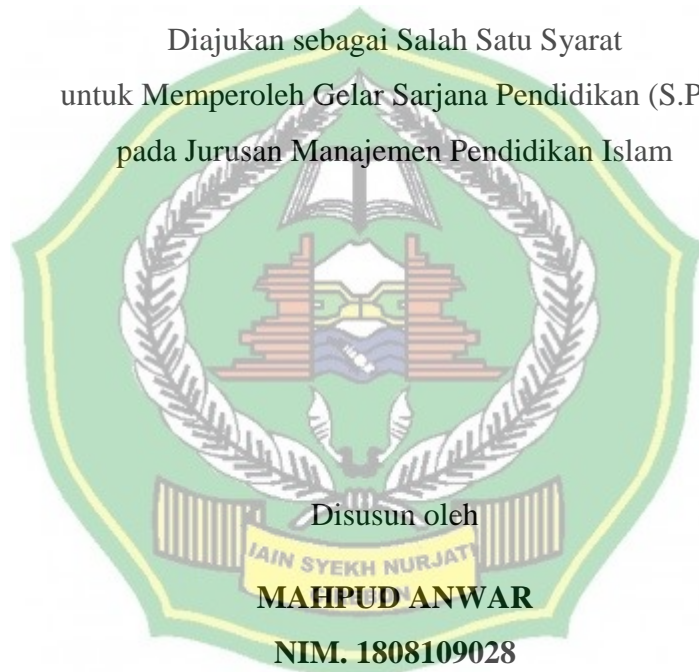 Diajukan sebagai Salah Satu Syarat
untuk Memperoleh Gelar Sarjana Pendidikan (S.P
pada Jurusan Manajemen Pendidikan Islam
Disusun oleh
IAIN SYEKH NURJATI
CIREBON
MAHPUD ANWAR
NIM. 1808109028